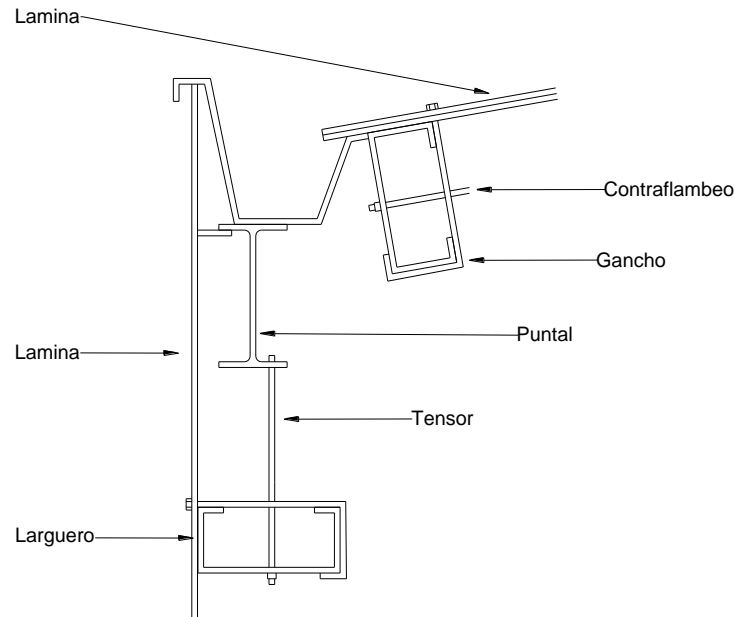 Lamina
Contraflambeo
Gancho
Puntal
Lamina
Tensor
Larguero